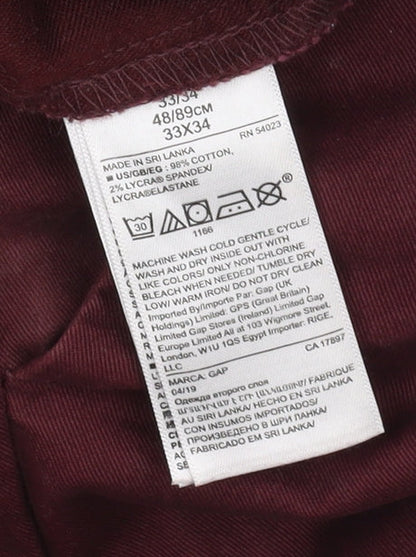 33/34
48/89CM
33X34
RN 54023
MADE IN SRI LANKA
US/GB/EG: 98% COTTON,
2% LYCRA® SPANDEX/
LYCRA®ELASTANE
30
1166
MACHINE WASH COLD GENTLE CYCLE/
WASH AND DRY INSIDE OUT WITH
LIKE COLORS/ ONLY NON-CHLORINE
BLEACH WHEN NEEDED/ TUMBLE DRY
LOW/ WARM IRON/ DO NOT DRY CLEAN
Imported By/Importe Par: Gap (UK
Holdings) Limited: GPS (Great Britain)
Limited Gap Stores (Ireland) Limited Gap
Europe Limited All at 103 Wigmore Street,
London, W1U 1QS Egypt Importer: RICE,
LLC
CA 17897
MARCA: GAP
04/19
Одежда второго слоя
FABRIQUE
AU SRI LANKA/ HECHO EN SRI LANKA
CON INSUMOS IMPORTADOS/
ПРОИЗВЕДЕНО В ШРИ ЛАНКА/
FABRICADO EM SRI LANKA